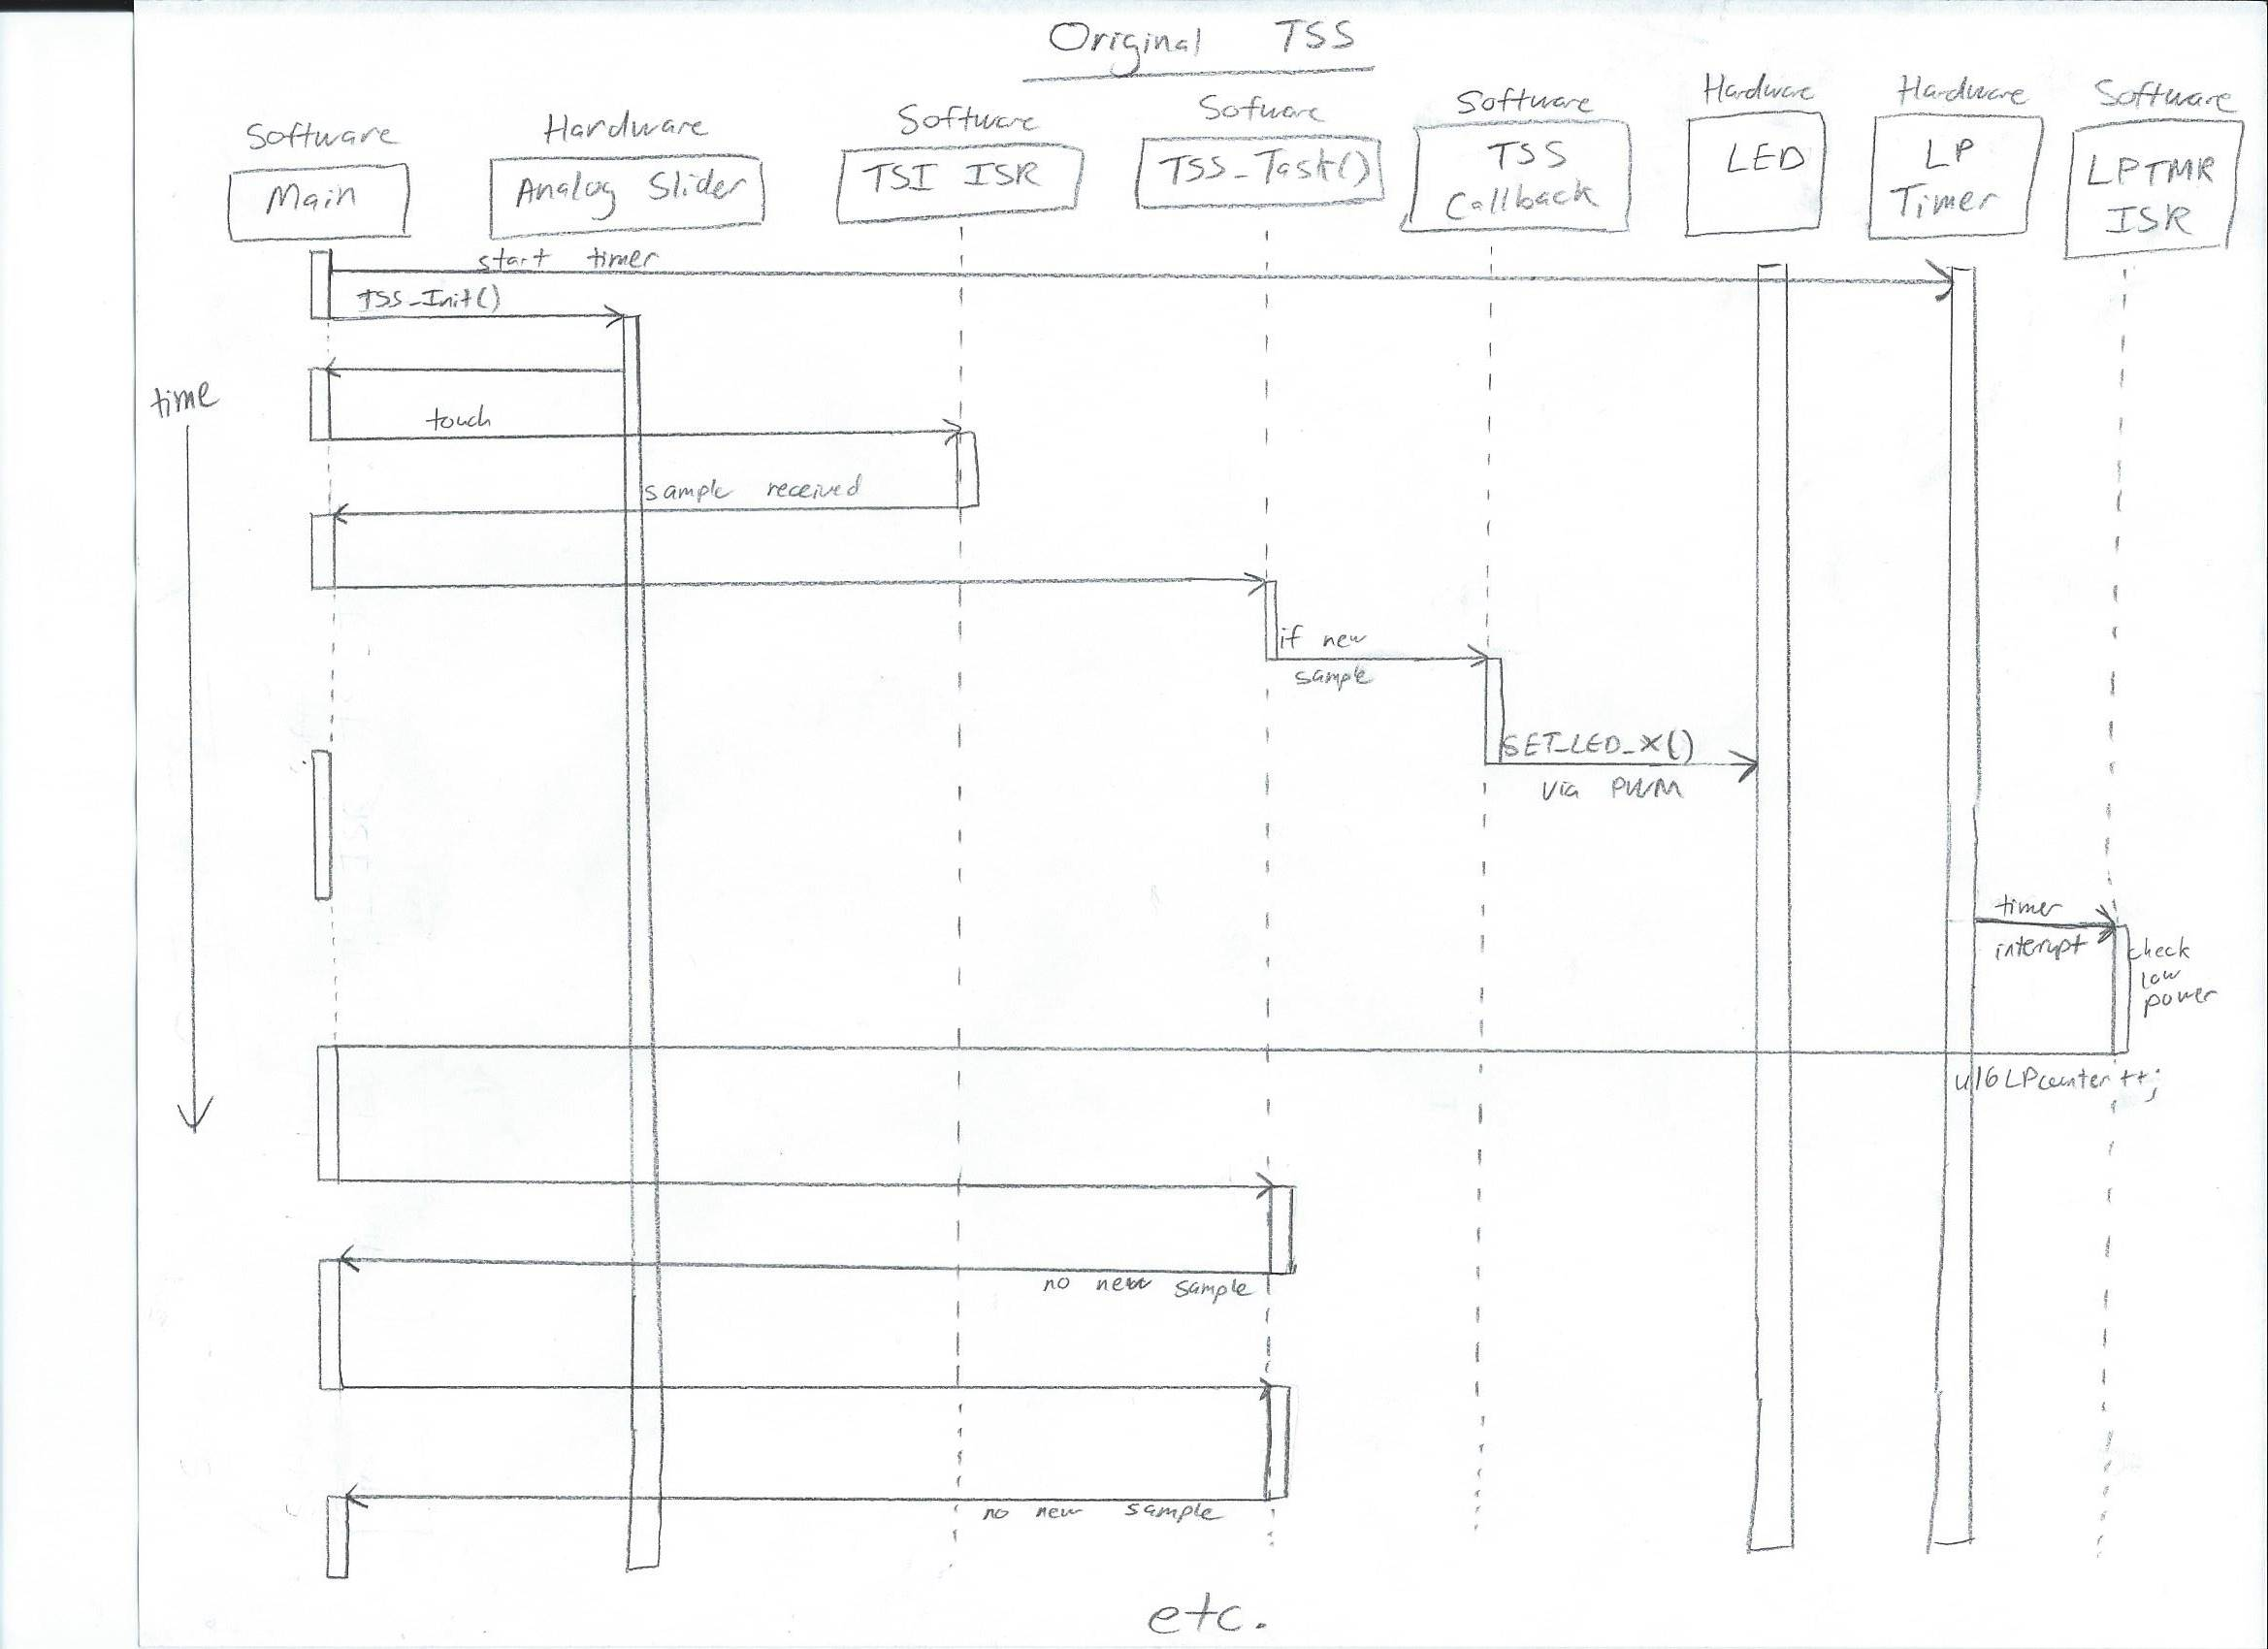 Original TSS
Software
Main
Hardware
Analog Slider
Software
TSI ISR
Sofware
TSS_Task()
Software
TSS
Callback
Hardware
LED
Hardware
LP
Timer
Software
LPTMR
ISR
start timer
TSS_Init()
time
touch
sample received
if new
sample
SET_LED_X()
via PWM
timer
interupt
check
low
power
u16LPcounter++;
no new sample
no new sample
etc.